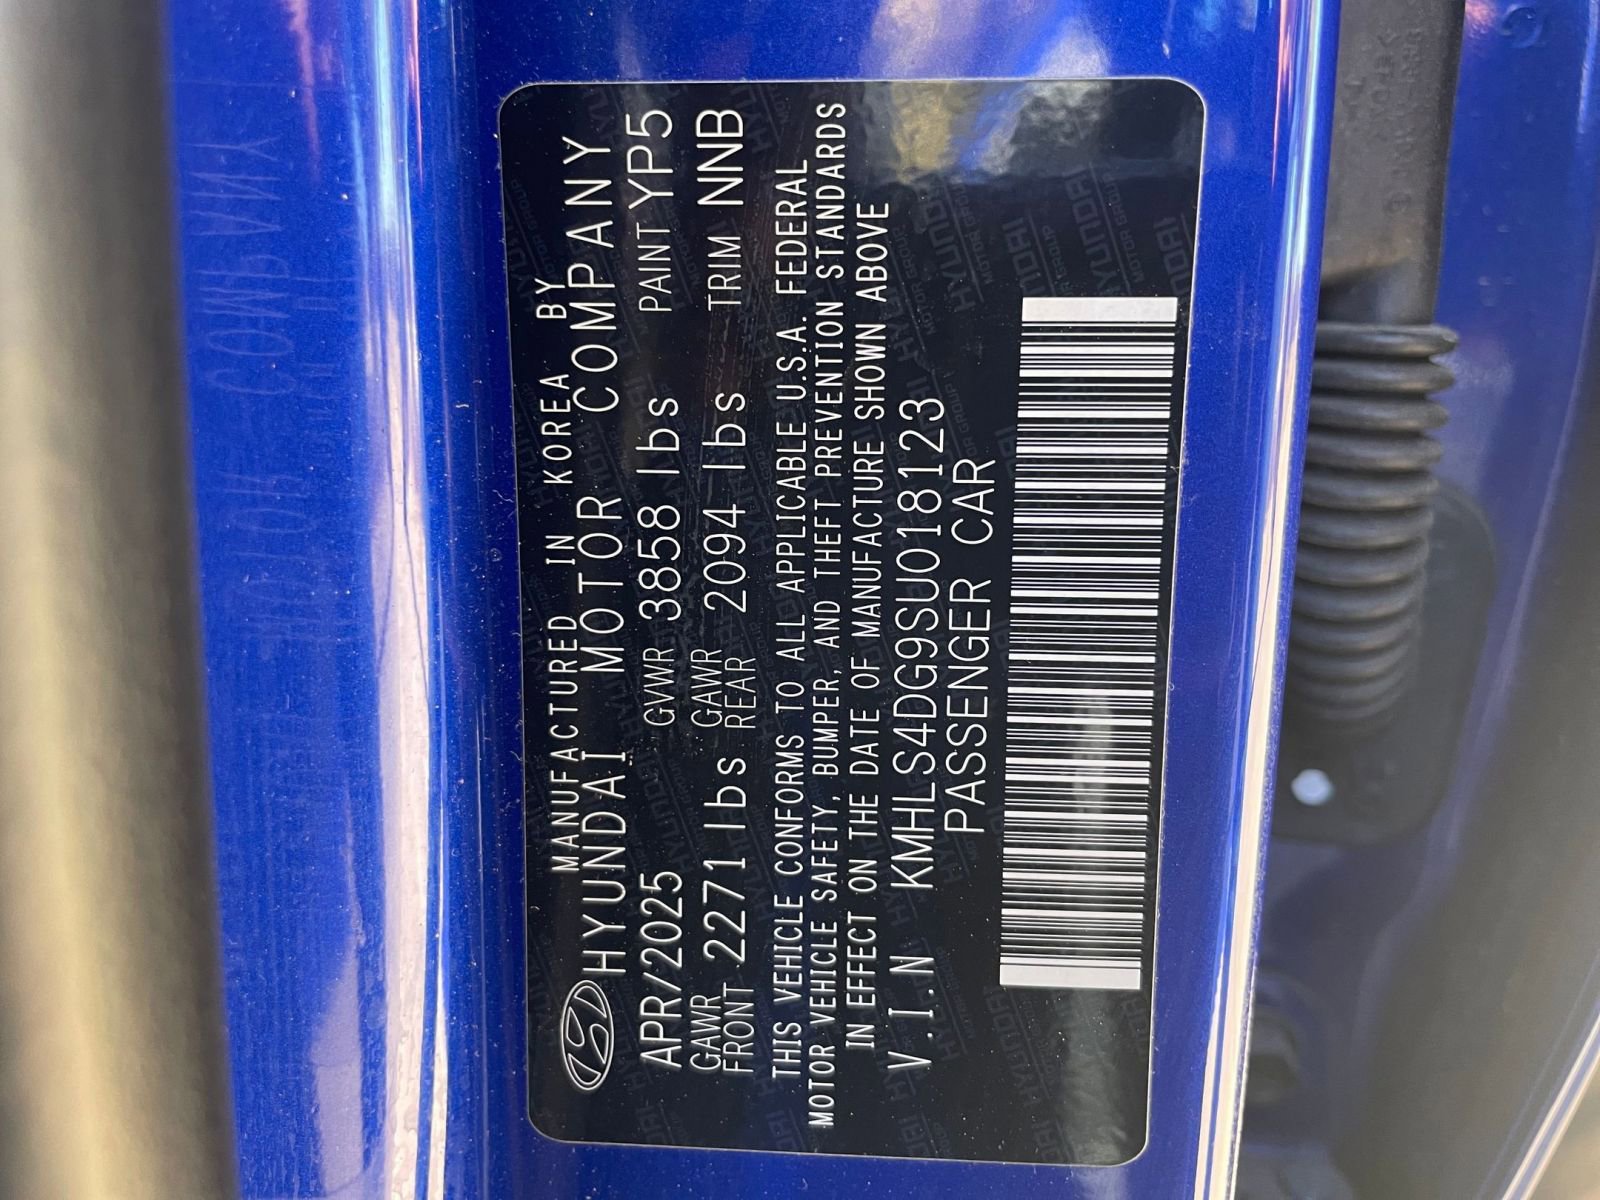 MANUFACTURED IN KOREA BY
HYUNDAI MOTOR COMPANY
APR/2025 GVWR 3858 lbs PAINT YP5
GAWR FRONT 2271 lbs GAWR REAR 2094 lbs TRIM NNB
THIS VEHICLE CONFORMS TO ALL APPLICABLE U.S.A. FEDERAL
MOTOR VEHICLE SAFETY, BUMPER, AND THEFT PREVENTION STANDARDS
IN EFFECT ON THE DATE OF MANUFACTURE SHOWN ABOVE
V.I.N KMHLS4DG9SU018123
PASSENGER CAR